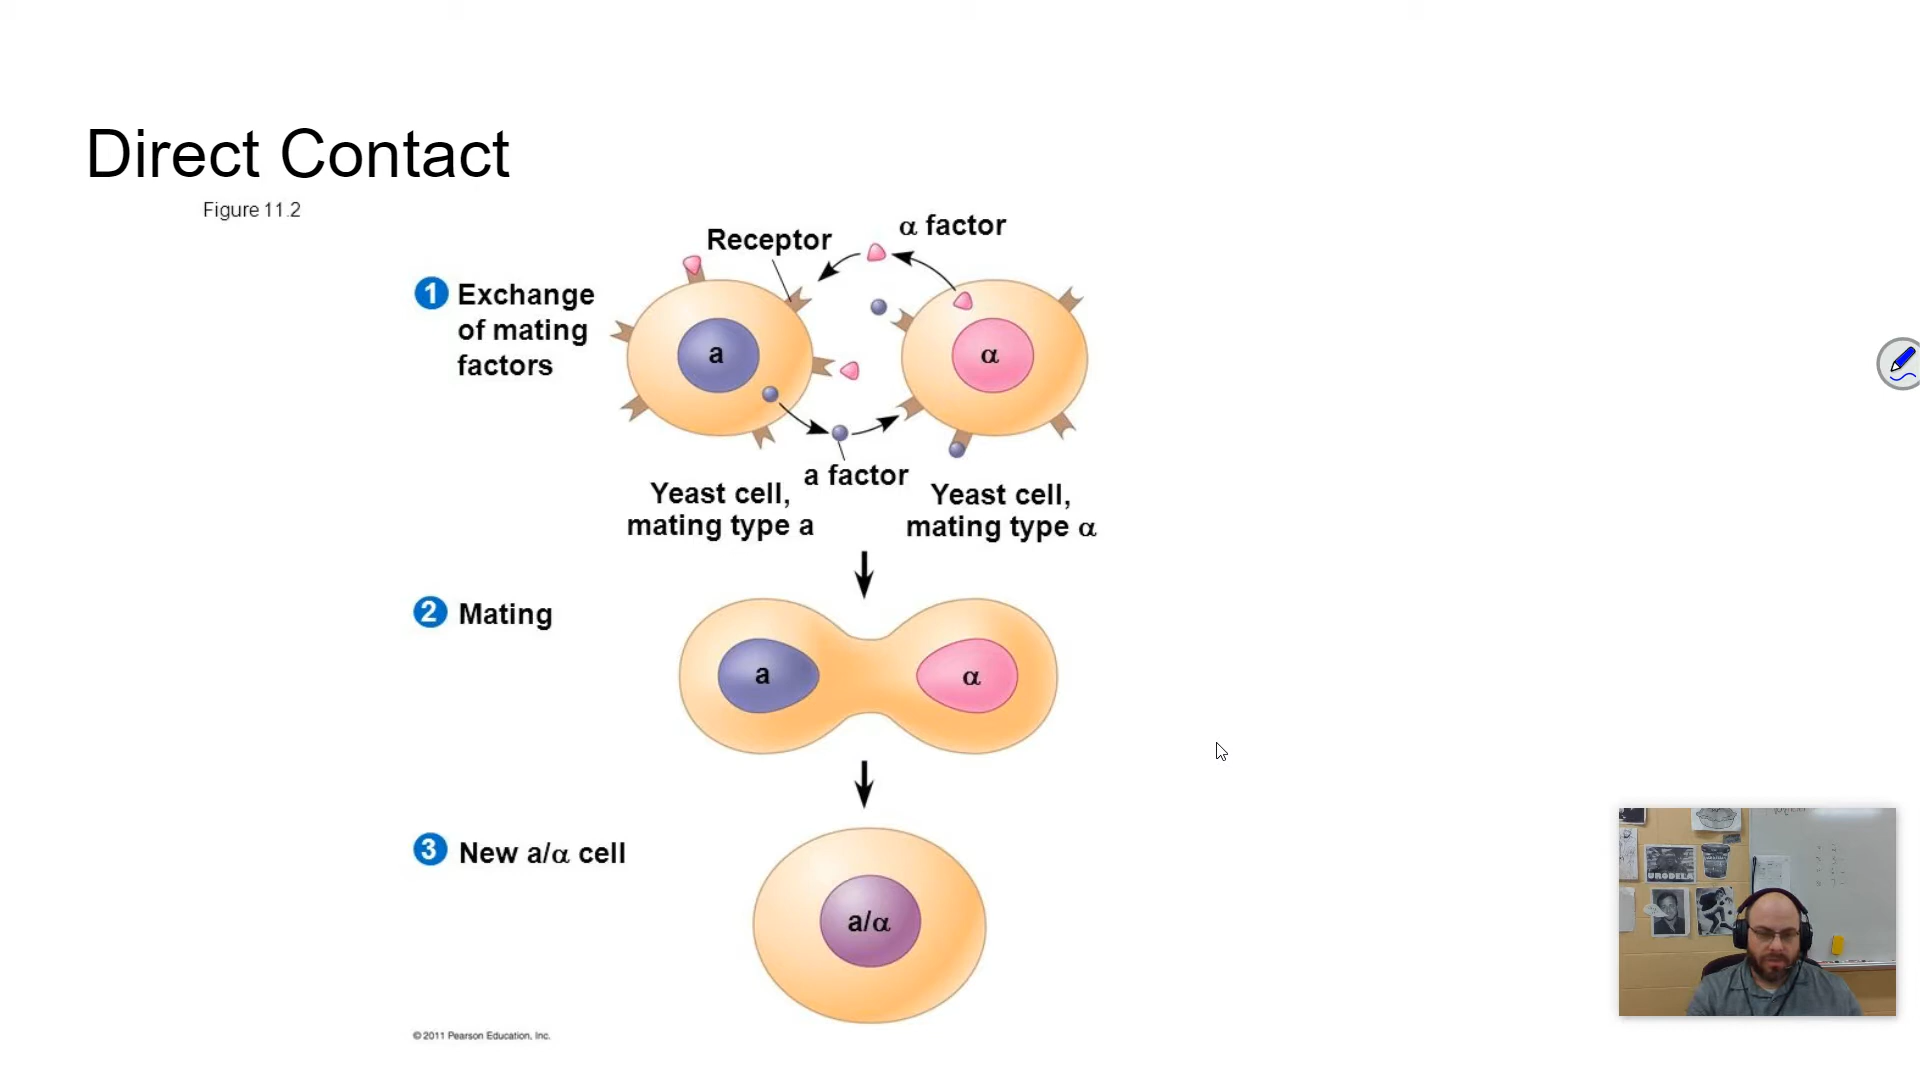 Direct Contact
Figure 11.2
Receptor
α factor
1 Exchange
of mating
factors
a
α
a factor
Yeast cell,
mating type a
Yeast cell,
mating type α
2 Mating
a
α
3 New a/α cell
a/α
© 2011 Pearson Education, Inc.
URODELA